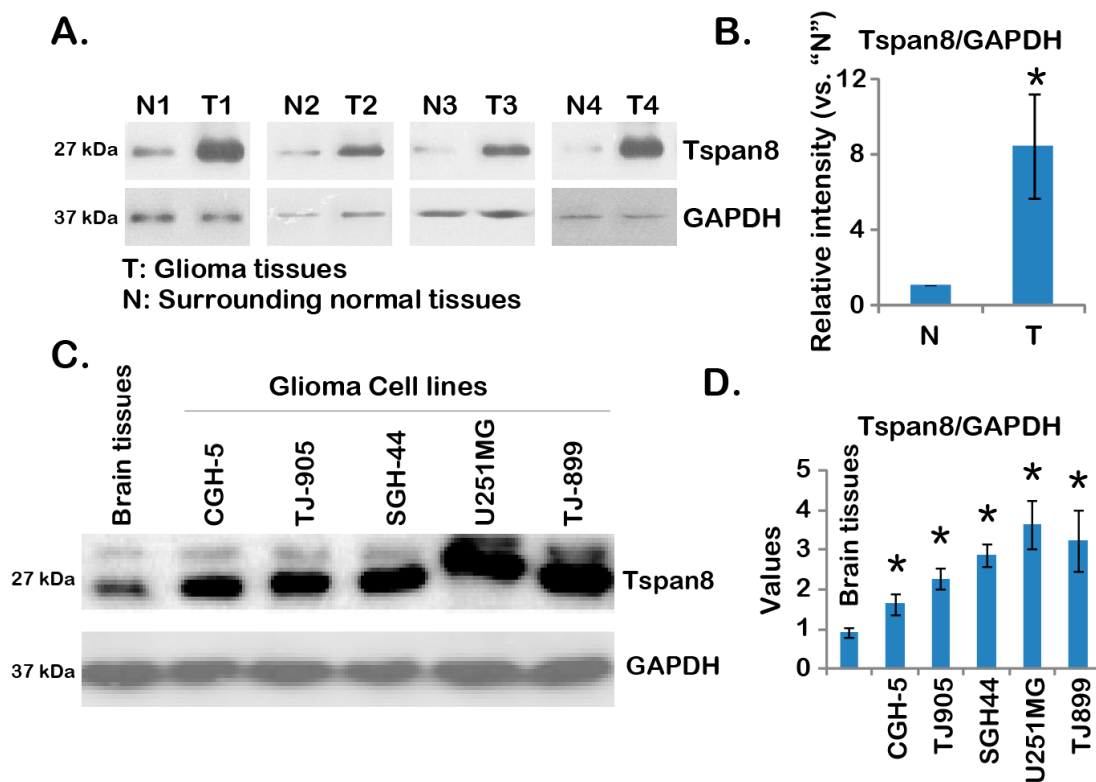 A.
N1 T1 N2 T2 N3 T3 N4 T4
27 kDa Tspan8
37 kDa GAPDH
T: Glioma tissues
N: Surrounding normal tissues
B.
Tspan8/GAPDH
Relative intensity (vs. “N”)
12
*
8
4
0
N T
C.
Brain tissues
Glioma Cell lines
CGH-5
TJ-905
SGH-44
U251MG
TJ-899
27 kDa Tspan8
37 kDa GAPDH
D.
Tspan8/GAPDH
Values
5
4
3
2
1
0
Brain tissues
* * * * *
CGH-5
TJ905
SGH44
U251MG
TJ899